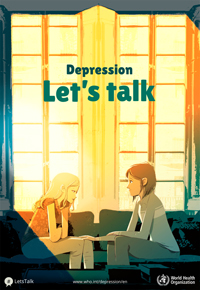 Depression
Let's talk
LetsTalk
www.who.int/depression/en
World Health
Organization